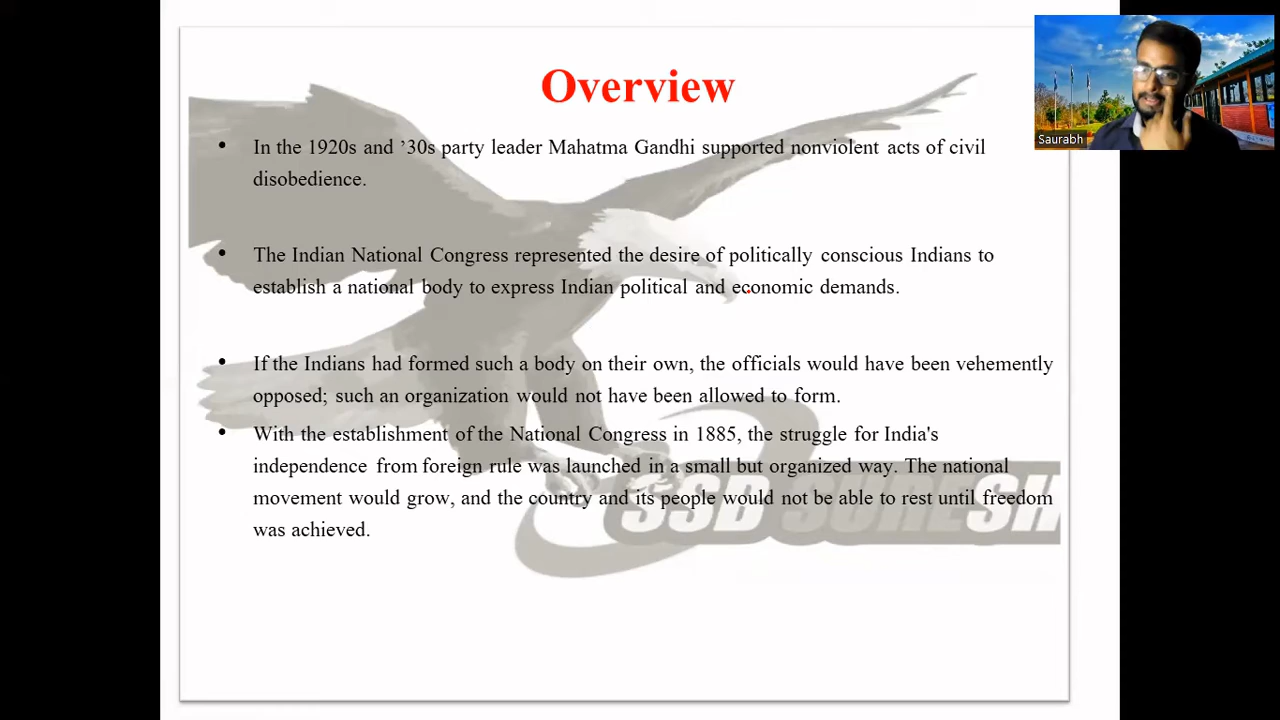 Overview
Saurabh
• In the 1920s and ’30s party leader Mahatma Gandhi supported nonviolent acts of civil
disobedience.
• The Indian National Congress represented the desire of politically conscious Indians to
establish a national body to express Indian political and economic demands.
• If the Indians had formed such a body on their own, the officials would have been vehemently
opposed; such an organization would not have been allowed to form.
• With the establishment of the National Congress in 1885, the struggle for India's
independence from foreign rule was launched in a small but organized way. The national
movement would grow, and the country and its people would not be able to rest until freedom
was achieved.
SSB SURESH